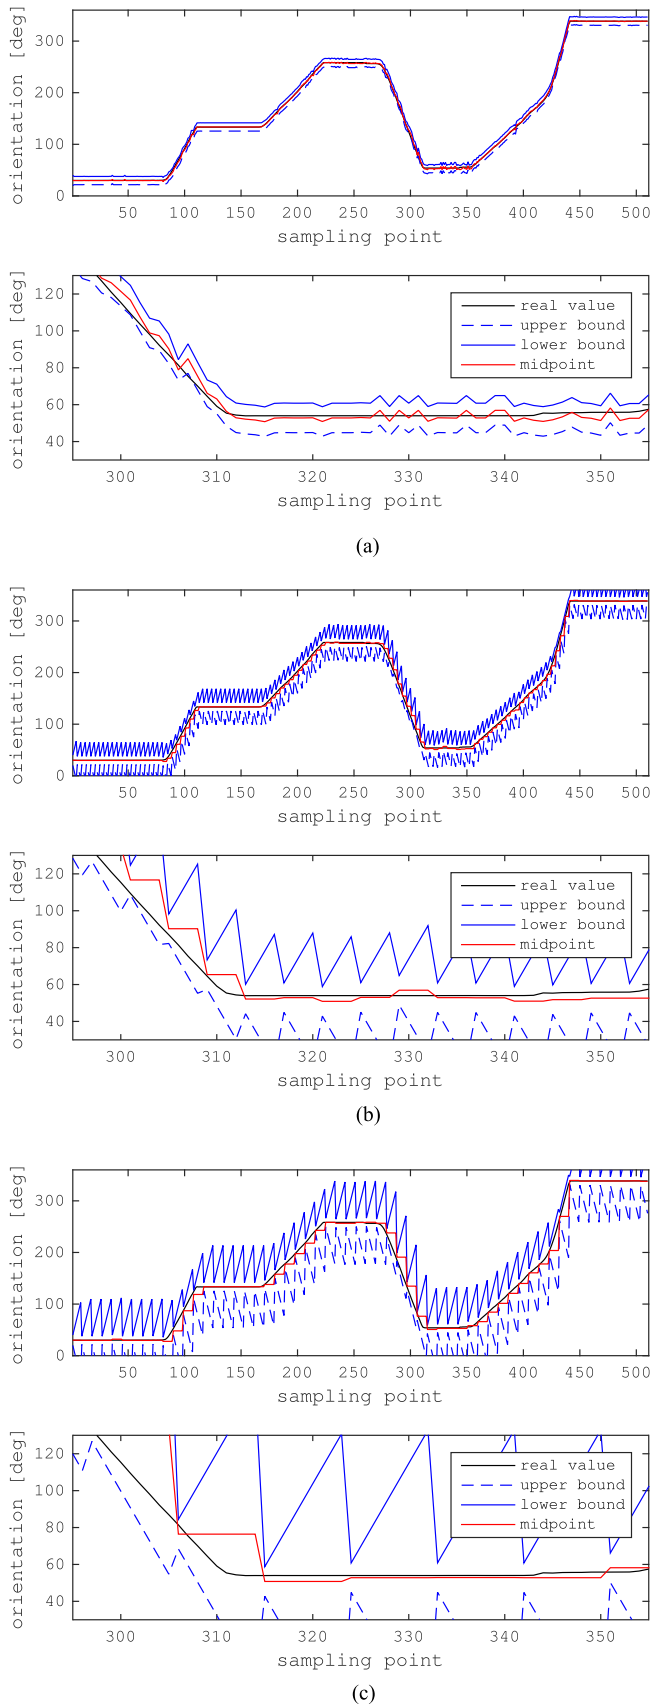 orientation [deg]
300
200
100
0
50 100 150 200 250 300 350 400 450 500
sampling point
orientation [deg]
120
100
80
60
40
real value
upper bound
lower bound
midpoint
300 310 320 330 340 350
sampling point
(a)
orientation [deg]
300
200
100
0
50 100 150 200 250 300 350 400 450 500
sampling point
orientation [deg]
120
100
80
60
40
real value
upper bound
lower bound
midpoint
300 310 320 330 340 350
sampling point
(b)
orientation [deg]
300
200
100
0
50 100 150 200 250 300 350 400 450 500
sampling point
orientation [deg]
120
100
80
60
40
real value
upper bound
lower bound
midpoint
300 310 320 330 340 350
sampling point
(c)